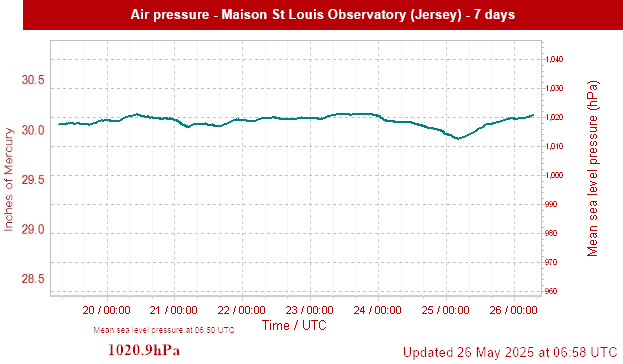 Air pressure - Maison St Louis Observatory (Jersey) - 7 days
30.5
30.0
29.5
29.0
28.5
Inches of Mercury
1,040
1,030
1,020
1,010
1,000
990
980
970
960
Mean sea level pressure (hPa)
20 / 00:00 21 / 00:00 22 / 00:00 23 / 00:00 24 / 00:00 25 / 00:00 26 / 00:00
Time / UTC
Mean sea level pressure at 06:50 UTC
1020.9hPa
Updated 26 May 2025 at 06:58 UTC